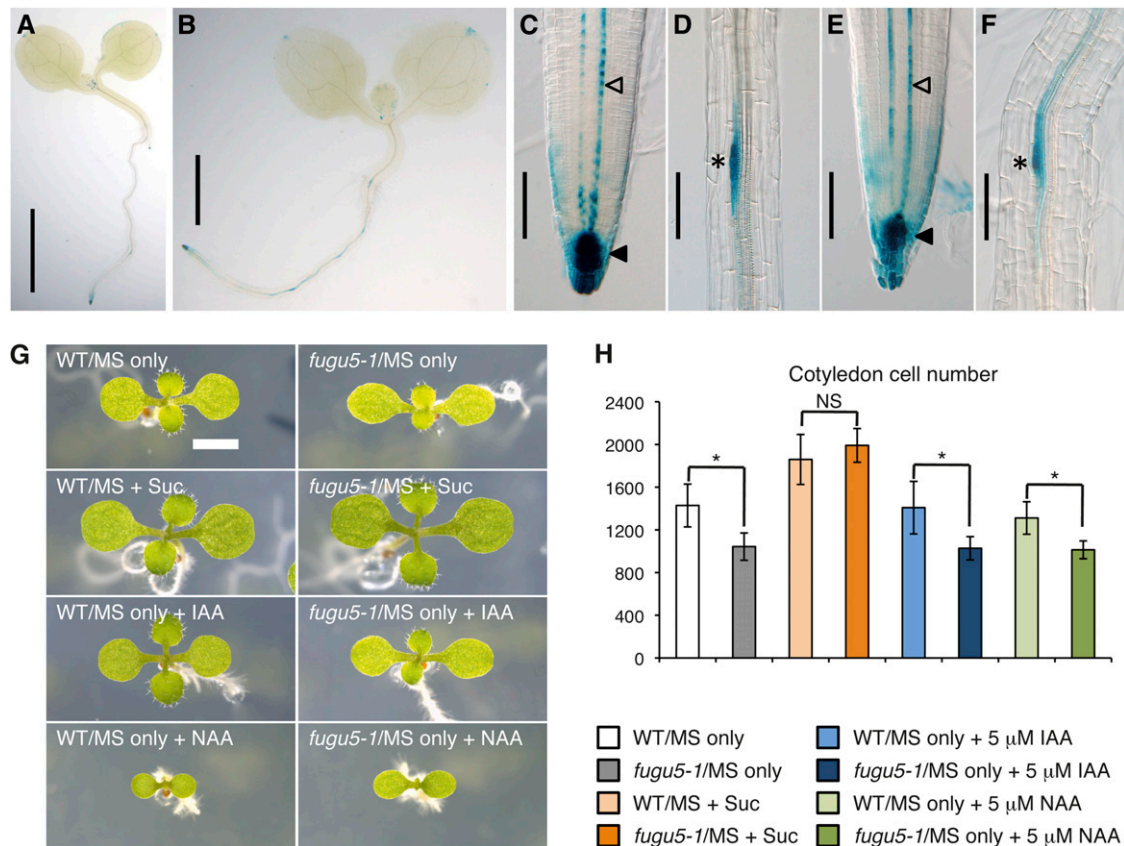 A
B
C
D
E
F
*
*
G
WT/MS only
fugu5-1/MS only
WT/MS + Suc
fugu5-1/MS + Suc
WT/MS only + IAA
fugu5-1/MS only + IAA
WT/MS only + NAA
fugu5-1/MS only + NAA
H
Cotyledon cell number
2400
2000
1600
1200
800
400
0
*
NS
*
*
WT/MS only
fugu5-1/MS only
WT/MS + Suc
fugu5-1/MS + Suc
WT/MS only + 5 µM IAA
fugu5-1/MS only + 5 µM IAA
WT/MS only + 5 µM NAA
fugu5-1/MS only + 5 µM NAA